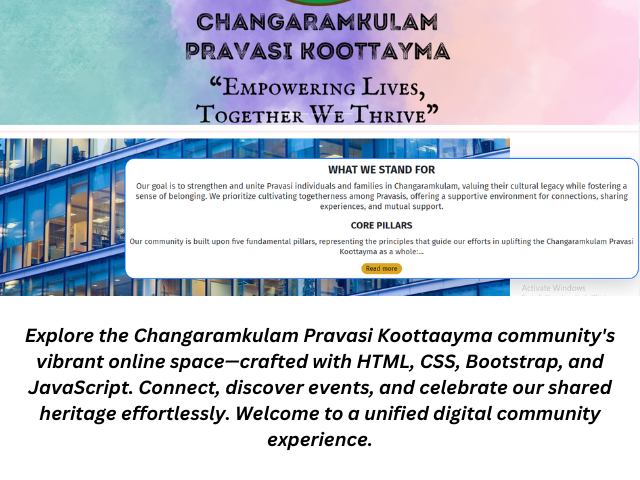 CHANGARAMKULAM
PRAVASI KOOTTAYMA
“Empowering Lives,
Together We Thrive”
WHAT WE STAND FOR
Our goal is to strengthen and unite Pravasi individuals and families in Changaramkulam, valuing their cultural legacy while fostering a
sense of belonging. We prioritize cultivating togetherness among Pravasis, offering a supportive environment for connections, sharing
experiences, and mutual support.
CORE PILLARS
Our community is built upon five fundamental pillars, representing the principles that guide our efforts in uplifting the Changaramkulam Pravasi
Koottayma as a whole:...
Read more
Activate Windows
Explore the Changaramkulam Pravasi Koottaayma community's
vibrant online space—crafted with HTML, CSS, Bootstrap, and
JavaScript. Connect, discover events, and celebrate our shared
heritage effortlessly. Welcome to a unified digital community
experience.